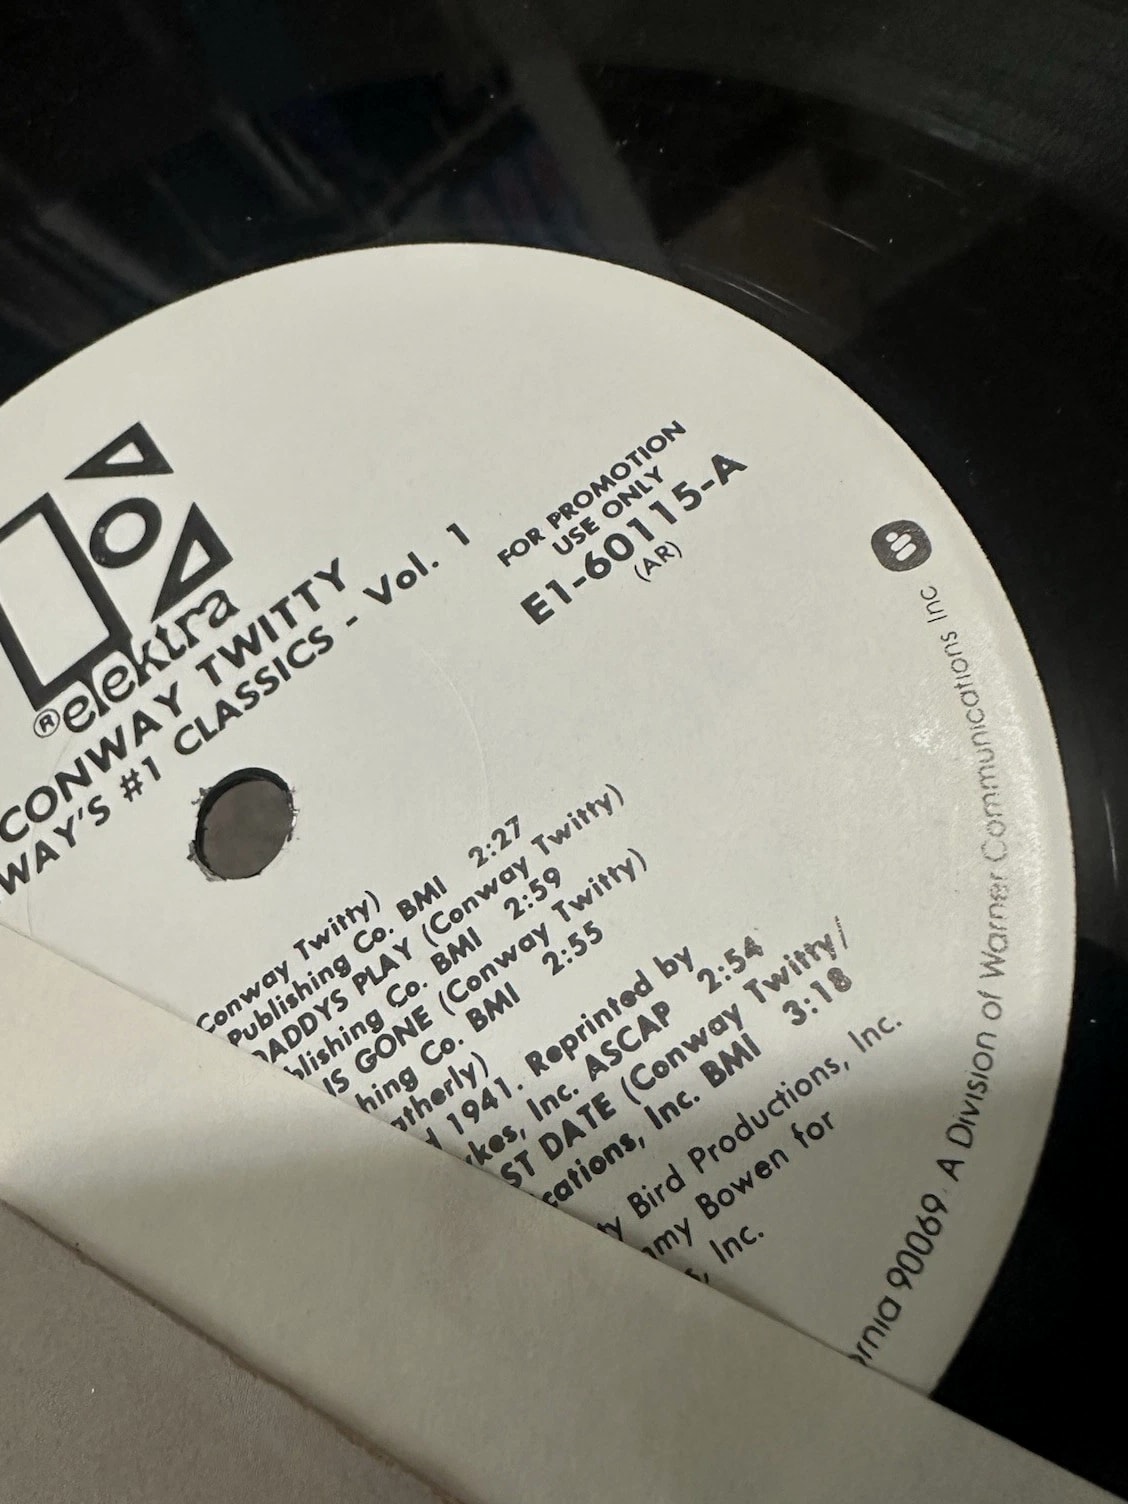 ®elektra
CONWAY TWITTY
WAY'S #1 CLASSICS - Vol. 1
FOR PROMOTION
USE ONLY
E1-60115-A
(AR)
Conway Twitty)
Publishing Co. BMI 2:27
DADDYS PLAY (Conway Twitty)
blishing Co. BMI 2:59
IS GONE (Conway Twitty)
hing Co. BMI 2:55
atherly)
d 1941. Reprinted by
kes, Inc. ASCAP 2:54
ST DATE (Conway Twitty/
cations, Inc. BMI 3:18
ty Bird Productions, Inc.
mmy Bowen for
s, Inc.
ornia 90069. A Division of Warner Communications Inc